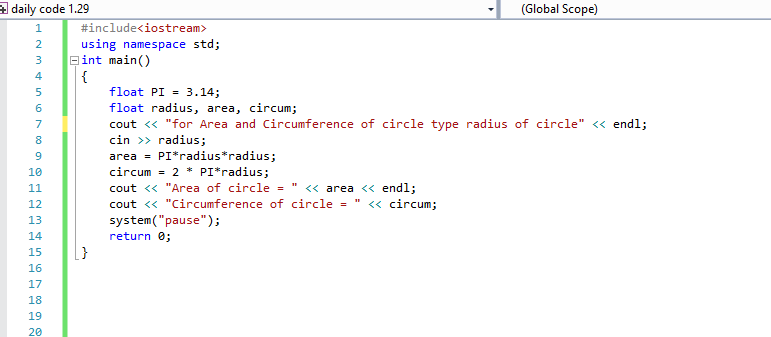 daily code 1.29 (Global Scope)
1 #include<iostream>
2 using namespace std;
3 int main()
4 {
5 float PI = 3.14;
6 float radius, area, circum;
7 cout << "for Area and Circumference of circle type radius of circle" << endl;
8 cin >> radius;
9 area = PI*radius*radius;
10 circum = 2 * PI*radius;
11 cout << "Area of circle = " << area << endl;
12 cout << "Circumference of circle = " << circum;
13 system("pause");
14 return 0;
15 }
16
17
18
19
20